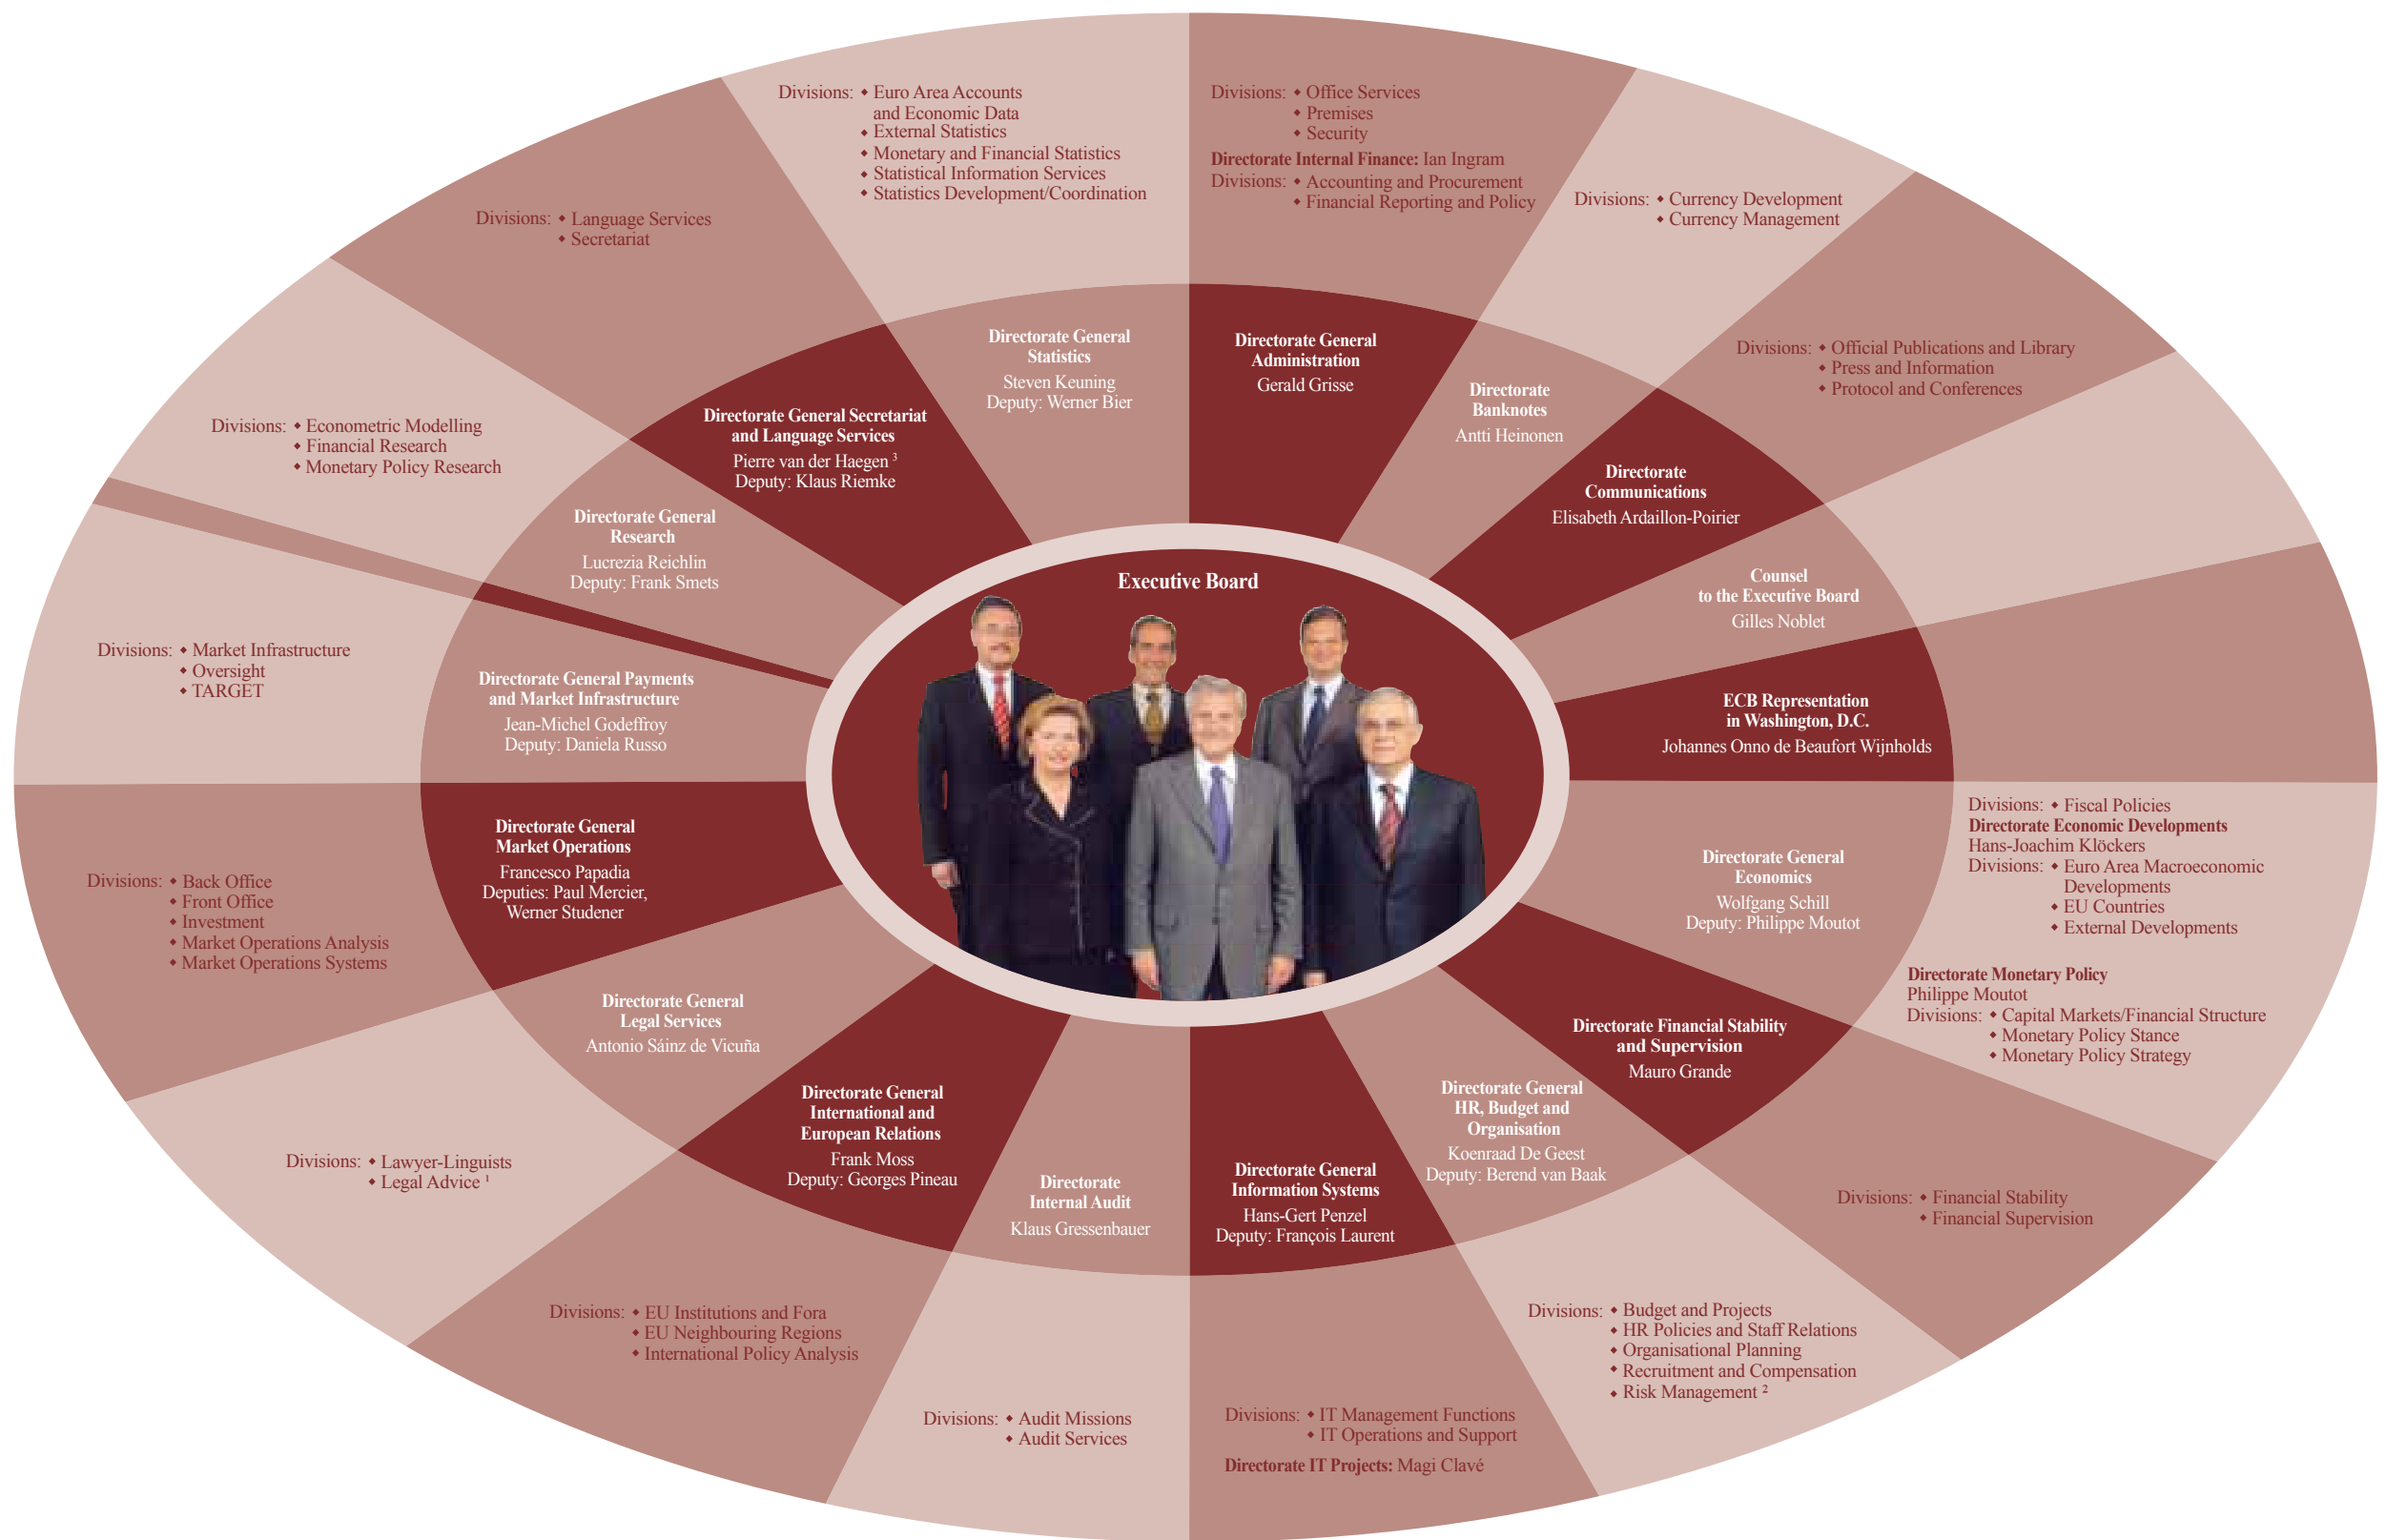 Divisions: ◆ Euro Area Accounts
and Economic Data
◆ External Statistics
◆ Monetary and Financial Statistics
◆ Statistical Information Services
◆ Statistics Development/Coordination
Divisions: ◆ Office Services
◆ Premises
◆ Security
Directorate Internal Finance: Ian Ingram
Divisions: ◆ Accounting and Procurement
◆ Financial Reporting and Policy
Divisions: ◆ Currency Development
◆ Currency Management
Divisions: ◆ Language Services
◆ Secretariat
Divisions: ◆ Official Publications and Library
◆ Press and Information
◆ Protocol and Conferences
Divisions: ◆ Econometric Modelling
◆ Financial Research
◆ Monetary Policy Research
Directorate General
Statistics
Steven Keuning
Deputy: Werner Bier
Directorate General
Administration
Gerald Grisse
Directorate
Banknotes
Antti Heinonen
Directorate General Secretariat
and Language Services
Pierre van der Haegen ³
Deputy: Klaus Riemke
Directorate
Communications
Elisabeth Ardaillon-Poirier
Directorate General
Research
Lucrezia Reichlin
Deputy: Frank Smets
Counsel
to the Executive Board
Gilles Noblet
Executive Board
Divisions: ◆ Market Infrastructure
◆ Oversight
◆ TARGET
Directorate General Payments
and Market Infrastructure
Jean-Michel Godeffroy
Deputy: Daniela Russo
ECB Representation
in Washington, D.C.
Johannes Onno de Beaufort Wijnholds
Divisions: ◆ Back Office
◆ Front Office
◆ Investment
◆ Market Operations Analysis
◆ Market Operations Systems
Directorate General
Market Operations
Francesco Papadia
Deputies: Paul Mercier,
Werner Studener
Directorate General
Economics
Wolfgang Schill
Deputy: Philippe Moutot
Divisions: ◆ Fiscal Policies
Directorate Economic Developments
Hans-Joachim Klöckers
Divisions: ◆ Euro Area Macroeconomic
Developments
◆ EU Countries
◆ External Developments
Directorate Monetary Policy
Philippe Moutot
Divisions: ◆ Capital Markets/Financial Structure
◆ Monetary Policy Stance
◆ Monetary Policy Strategy
Directorate General
Legal Services
Antonio Sáinz de Vicuña
Directorate Financial Stability
and Supervision
Mauro Grande
Directorate General
International and
European Relations
Frank Moss
Deputy: Georges Pineau
Directorate
Internal Audit
Klaus Gressenbauer
Directorate General
Information Systems
Hans-Gert Penzel
Deputy: François Laurent
Directorate General
HR, Budget and
Organisation
Koenraad De Geest
Deputy: Berend van Baak
Divisions: ◆ Lawyer-Linguists
◆ Legal Advice ¹
Divisions: ◆ Financial Stability
◆ Financial Supervision
Divisions: ◆ EU Institutions and Fora
◆ EU Neighbouring Regions
◆ International Policy Analysis
Divisions: ◆ Budget and Projects
◆ HR Policies and Staff Relations
◆ Organisational Planning
◆ Recruitment and Compensation
◆ Risk Management ²
Divisions: ◆ Audit Missions
◆ Audit Services
Divisions: ◆ IT Management Functions
◆ IT Operations and Support
Directorate IT Projects: Magi Clavé